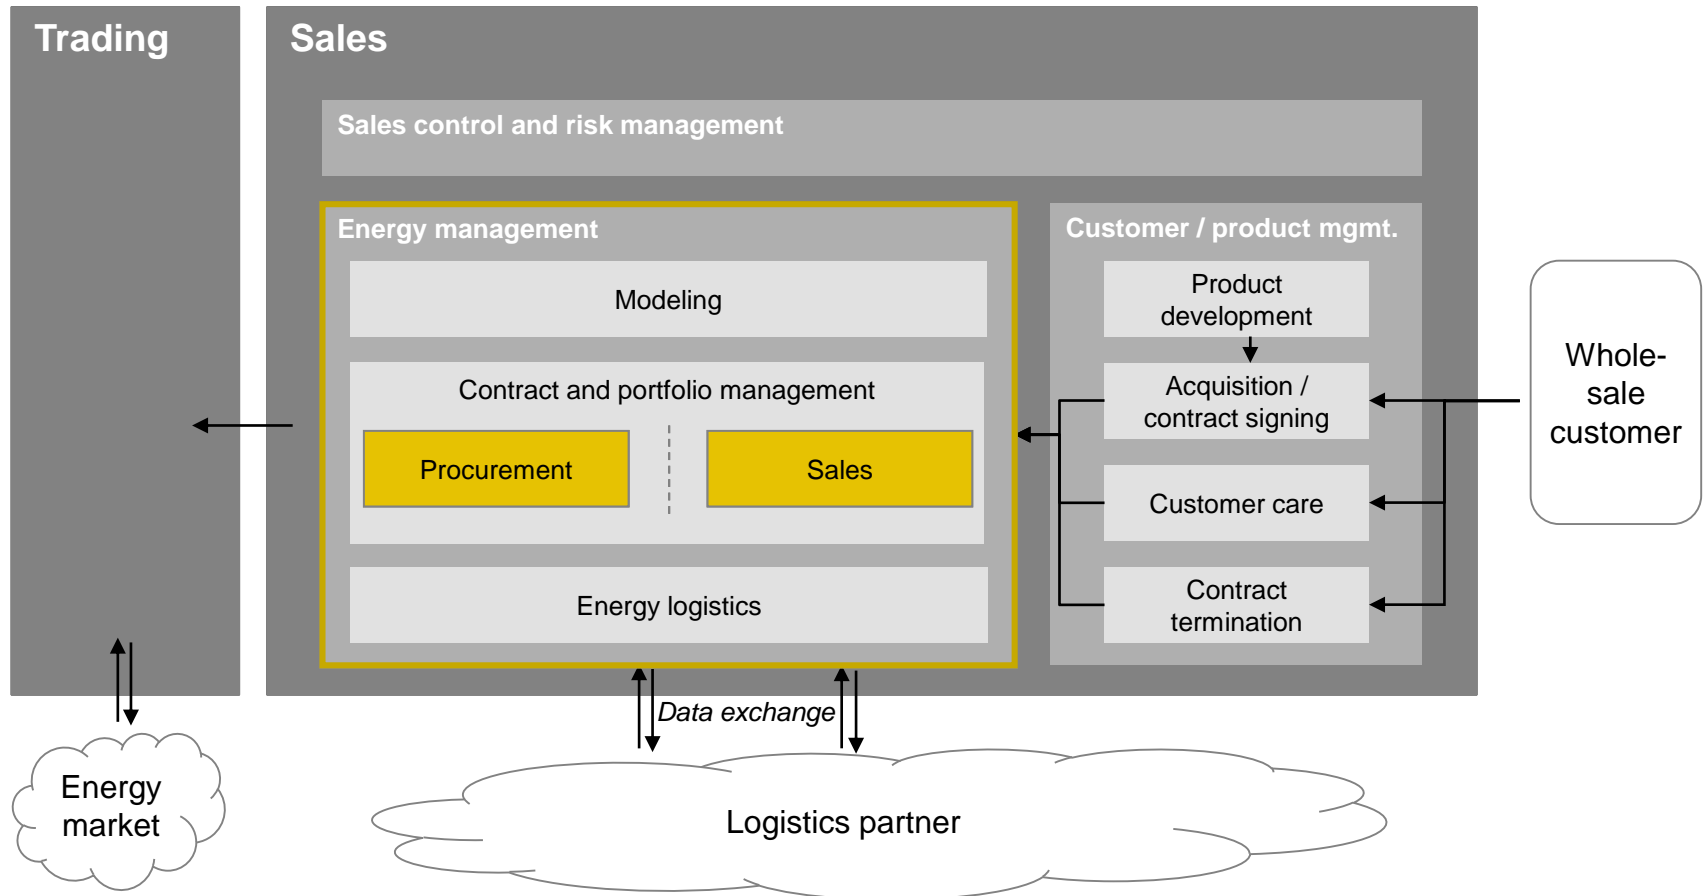 Trading
Sales
Sales control and risk management
Energy management
Modeling
Contract and portfolio management
Procurement
Sales
Energy logistics
Customer / product mgmt.
Product
development
Acquisition /
contract signing
Customer care
Contract
termination
Whole-
sale
customer
Data exchange
Energy
market
Logistics partner